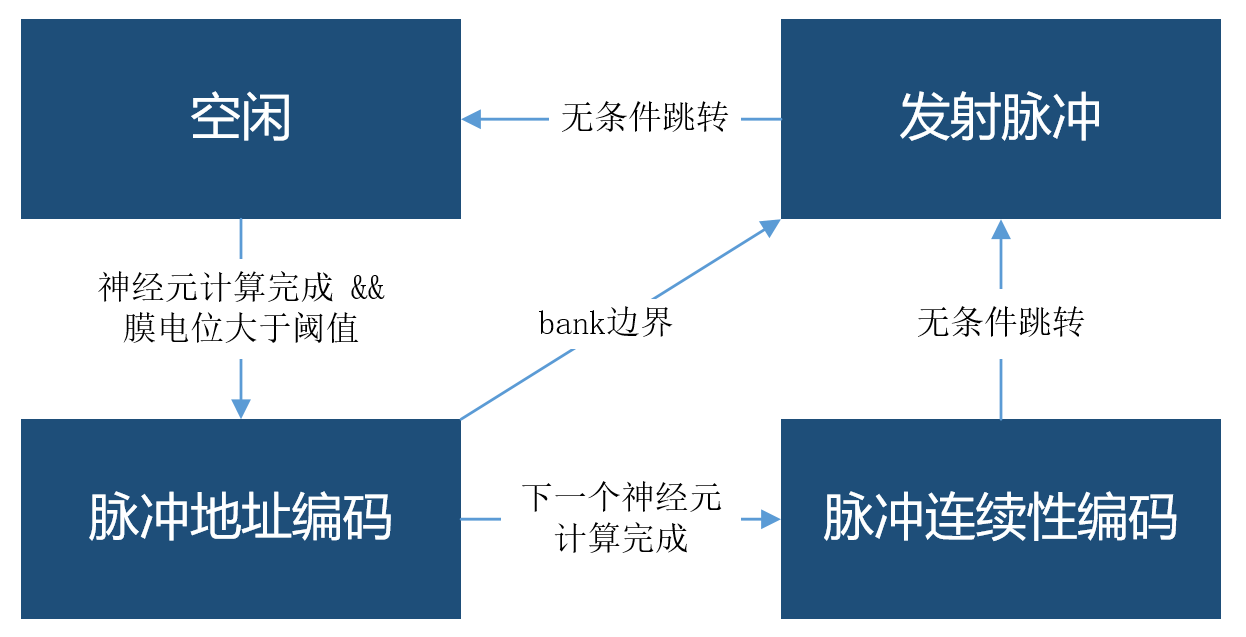 空闲
无条件跳转
发射脉冲
神经元计算完成 &&
膜电位大于阈值
bank边界
无条件跳转
脉冲地址编码
下一个神经元
计算完成
脉冲连续性编码